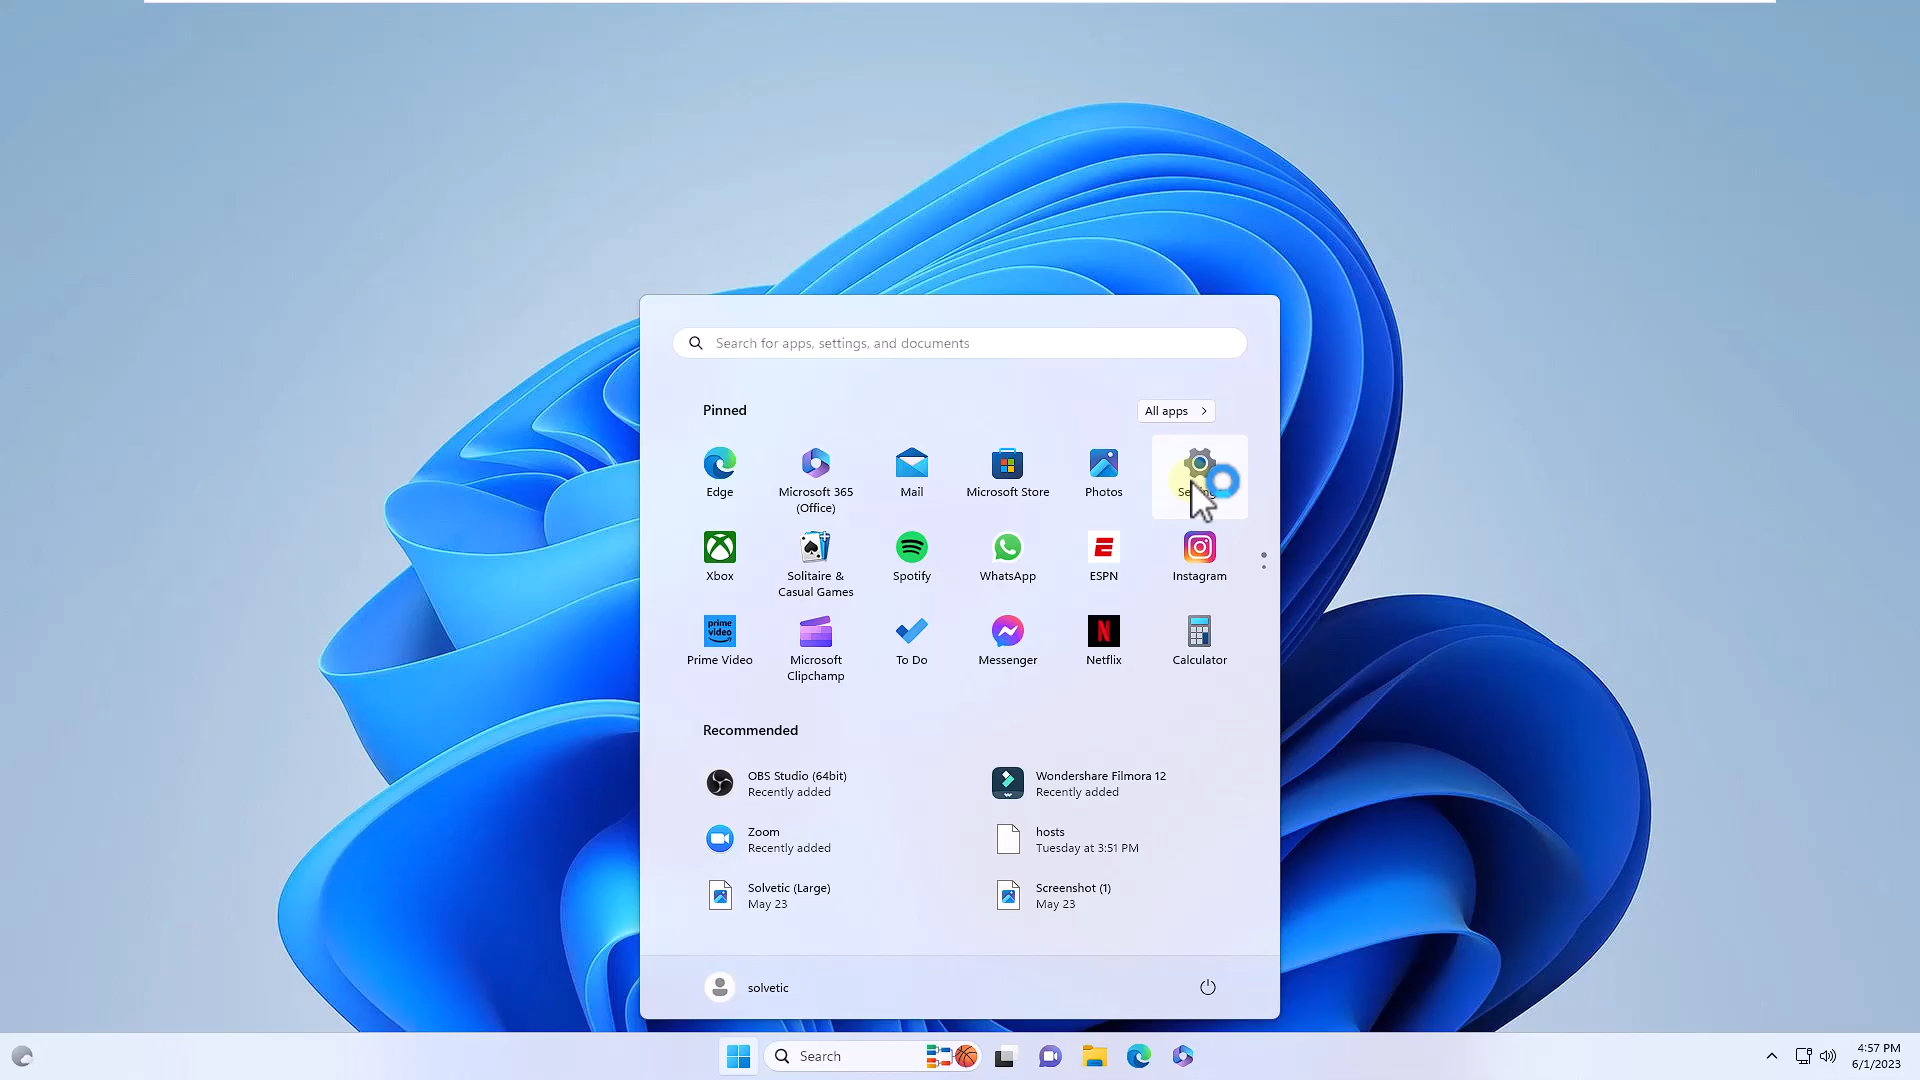 Search for apps, settings, and documents
Pinned
All apps
Edge
Microsoft 365
(Office)
Mail
Microsoft Store
Photos
Xbox
Solitaire &
Casual Games
Spotify
WhatsApp
ESPN
Instagram
prime
video
Prime Video
Microsoft
Clipchamp
To Do
Messenger
Netflix
Calculator
Recommended
OBS Studio (64bit)
Recently added
Wondershare Filmora 12
Recently added
Zoom
Recently added
hosts
Tuesday at 3:51 PM
Solvetic (Large)
May 23
Screenshot (1)
May 23
solvetic
Search
4:57 PM
6/1/2023